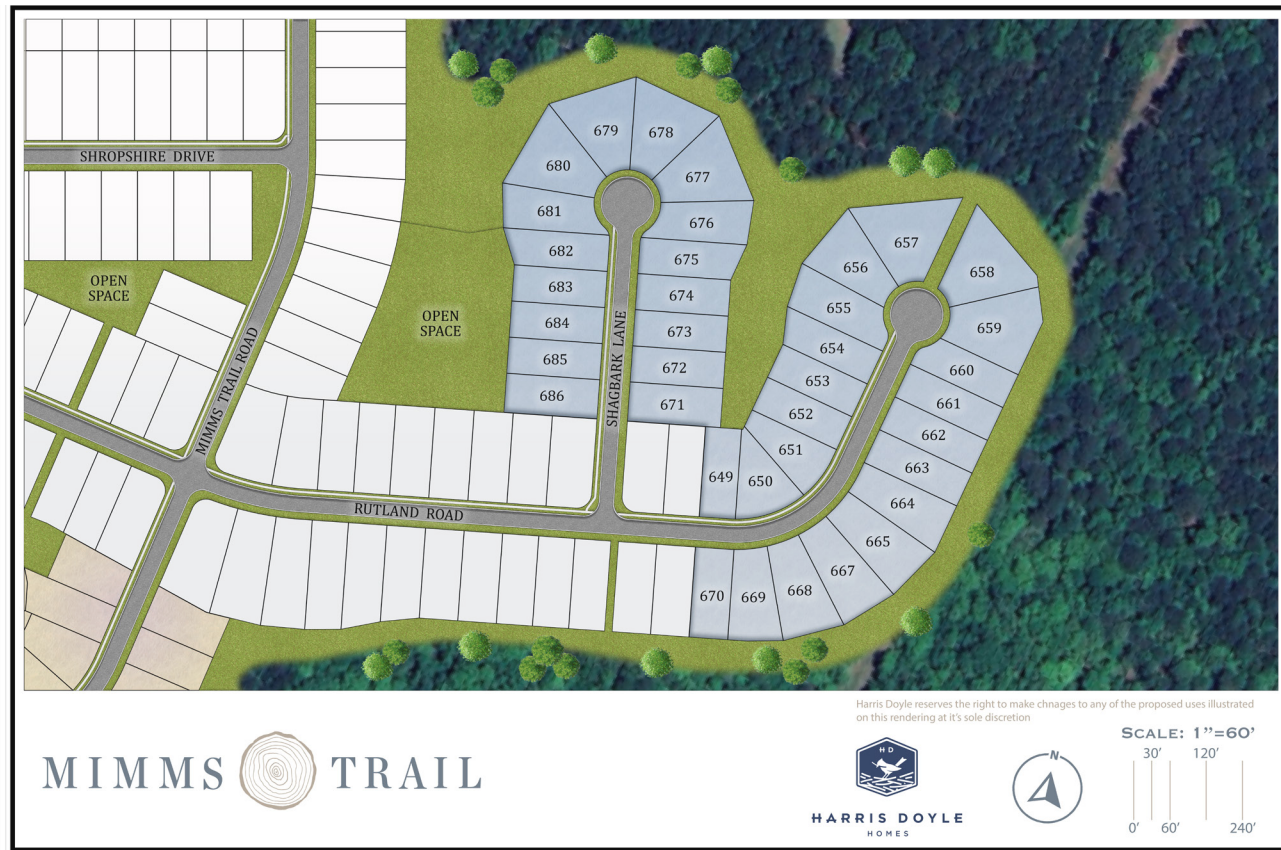 SHROPSHIRE DRIVE
OPEN
SPACE
MIMMS TRAIL ROAD
OPEN
SPACE
RUTLAND ROAD
SHAGBARK LANE
679
678
680
677
681
676
682
675
683
674
684
673
685
672
686
671
657
658
656
655
659
654
660
653
661
652
662
651
663
649
650
664
665
667
668
669
670
Harris Doyle reserves the right to make chnages to any of the proposed uses illustrated
on this rendering at it's sole discretion
MIMMS TRAIL
HD
HARRIS DOYLE
HOMES
N
SCALE: 1”=60’
30’ 120’
0’ 60’ 240’